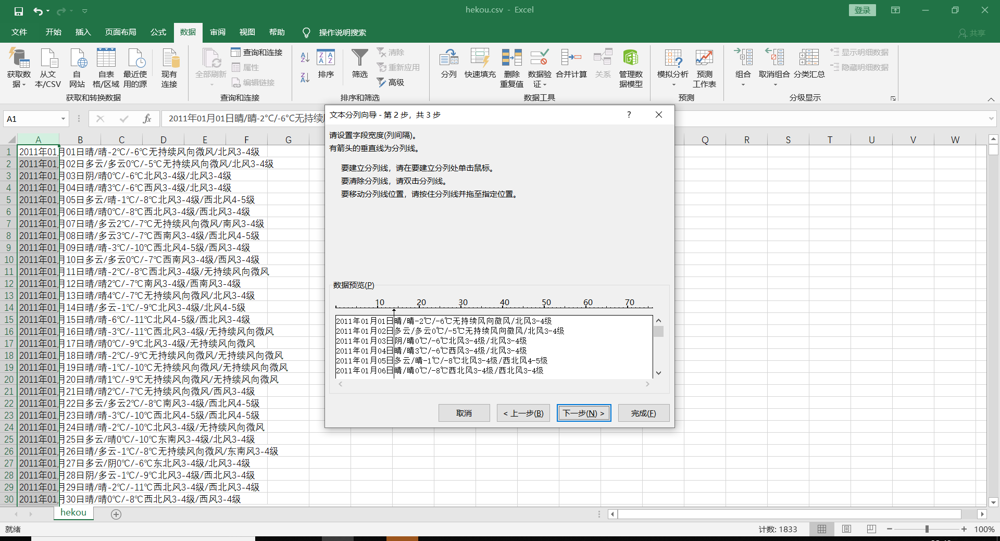 hekou.csv - Excel
登录
文件 开始 插入 页面布局 公式 数据 审阅 视图 帮助 操作说明搜索 共享
获取数据 从文本/CSV 自网站 自表格/区域 最近使用的源 现有连接
获取和转换数据
全部刷新 查询和连接 属性 编辑链接
查询和连接
排序 筛选 清除 重新应用 高级
排序和筛选
分列 快速填充 删除重复值 数据验证 合并计算 关系 管理数据模型
数据工具
模拟分析 预测工作表
预测
组合 取消组合 分类汇总 显示明细数据 隐藏明细数据
分级显示
A1 fx 2011年01月01日晴/晴-2℃/-6℃无持续
A B C D E F G Q R S T U V W
1 2011年01月01日晴/晴-2℃/-6℃无持续风向微风/北风3-4级
2 2011年01月02日多云/多云0℃/-5℃无持续风向微风/北风3-4级
3 2011年01月03日阴/晴0℃/-6℃北风3-4级/北风3-4级
4 2011年01月04日晴/晴3℃/-6℃西风3-4级/北风3-4级
5 2011年01月05日多云/晴-1℃/-8℃北风3-4级/西北风4-5级
6 2011年01月06日晴/晴0℃/-8℃西北风3-4级/西北风3-4级
7 2011年01月07日晴/多云2℃/-7℃无持续风向微风/南风3-4级
8 2011年01月08日晴/多云3℃/-7℃西南风3-4级/西北风4-5级
9 2011年01月09日晴/晴-3℃/-10℃西北风4-5级/西风3-4级
10 2011年01月10日多云/多云0℃/-7℃西南风3-4级/西风3-4级
11 2011年01月11日晴/晴-2℃/-8℃西北风3-4级/无持续风向微风
12 2011年01月12日晴/晴2℃/-7℃南风3-4级/西南风3-4级
13 2011年01月13日晴/晴4℃/-7℃无持续风向微风/北风3-4级
14 2011年01月14日晴/多云-1℃/-9℃北风3-4级/北风4-5级
15 2011年01月15日晴/晴-6℃/-11℃北风4-5级/西北风3-4级
16 2011年01月16日晴/晴-3℃/-11℃西北风3-4级/无持续风向微风
17 2011年01月17日晴/晴0℃/-9℃北风3-4级/无持续风向微风
18 2011年01月18日晴/晴-2℃/-9℃无持续风向微风/无持续风向微风
19 2011年01月19日晴/晴-1℃/-10℃无持续风向微风/无持续风向微风
20 2011年01月20日晴/晴1℃/-9℃无持续风向微风/无持续风向微风
21 2011年01月21日晴/晴2℃/-7℃无持续风向微风/西风3-4级
22 2011年01月22日多云/多云2℃/-8℃南风3-4级/西北风4-5级
23 2011年01月23日晴/晴-3℃/-10℃西北风4-5级/西北风4-5级
24 2011年01月24日晴/晴-2℃/-10℃北风3-4级/无持续风向微风
25 2011年01月25日多云/晴0℃/-10℃东南风3-4级/北风3-4级
26 2011年01月26日晴/多云-1℃/-8℃无持续风向微风/东南风3-4级
27 2011年01月27日多云/阴0℃/-6℃东北风3-4级/北风3-4级
28 2011年01月28日阴/多云-1℃/-9℃北风3-4级/西北风3-4级
29 2011年01月29日晴/晴-2℃/-11℃西北风3-4级/西北风3-4级
30 2011年01月30日晴/晴0℃/-8℃西北风3-4级/西风3-4级
文本分列向导 - 第 2 步，共 3 步
请设置字段宽度(列间隔)。
有箭头的垂直线为分列线。
要建立分列线，请在要建立分列处单击鼠标。
要清除分列线，请双击分列线。
要移动分列线位置，请按住分列线并拖至指定位置。
数据预览(P)
10 20 30 40 50 60 70
2011年01月01日晴/晴-2℃/-6℃无持续风向微风/北风3-4级
2011年01月02日多云/多云0℃/-5℃无持续风向微风/北风3-4级
2011年01月03日阴/晴0℃/-6℃北风3-4级/北风3-4级
2011年01月04日晴/晴3℃/-6℃西风3-4级/北风3-4级
2011年01月05日多云/晴-1℃/-8℃北风3-4级/西北风4-5级
2011年01月06日晴/晴0℃/-8℃西北风3-4级/西北风3-4级
取消 < 上一步(B) 下一步(N) > 完成(F)
hekou
就绪 计数: 1833 100%